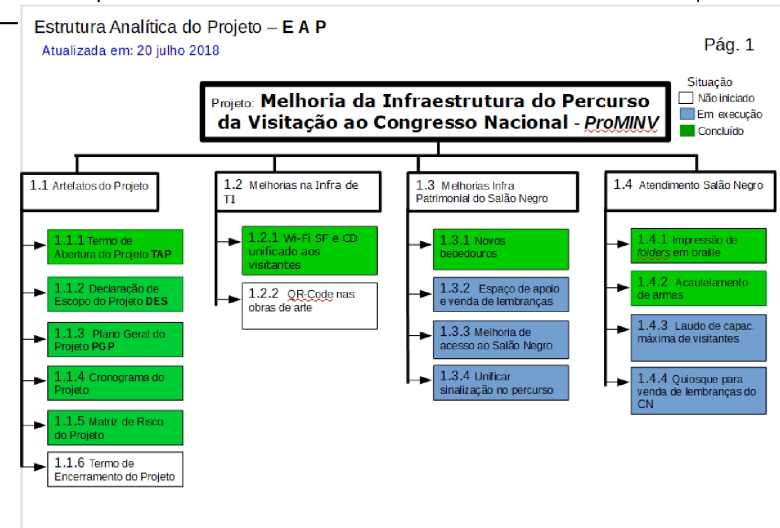 Estrutura Analítica do Projeto – E A P
Atualizada em: 20 julho 2018
Pág. 1
Projeto: Melhoria da Infraestrutura do Percurso
da Visitação ao Congresso Nacional - ProMINV
Situação
Não iniciado
Em execução
Concluído
1.1 Artefatos do Projeto
1.1.1 Termo de
Abertura do Projeto TAP
1.1.2 Declaração de
Escopo do Projeto DES
1.1.3 Plano Geral do
Projeto PGP
1.1.4 Cronograma do
Projeto
1.1.5 Matriz de Risco
do Projeto
1.1.6 Termo de
Encerramento do Projeto
1.2 Melhorias na Infra de
TI
1.2.1 Wi-Fi SF e CD
unificado aos
visitantes
1.2.2 QR-Code nas
obras de arte
1.3 Melhorias Infra
Patrimonial do Salão Negro
1.3.1 Novos
bebedouros
1.3.2 Espaço de apoio
e venda de lembranças
1.3.3 Melhoria de
acesso ao Salão Negro
1.3.4 Unificar
sinalização no percurso
1.4 Atendimento Salão Negro
1.4.1 Impressão de
folders em braile
1.4.2 Acautelamento
de armas
1.4.3 Laudo de capac.
máxima de visitantes
1.4.4 Quiosque para
venda de lembranças do
CN